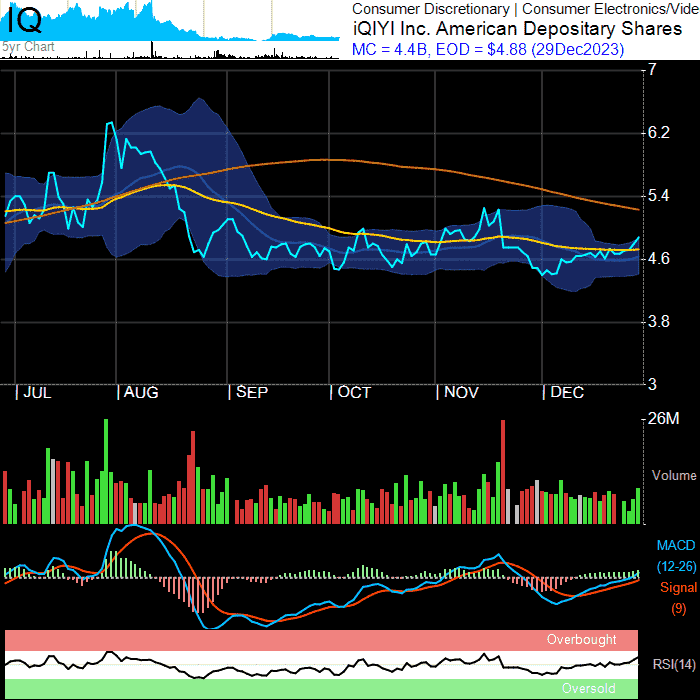 IQ
5yr Chart
Consumer Discretionary | Consumer Electronics/Vide
iQIYI Inc. American Depositary Shares
MC = 4.4B, EOD = $4.88 (29Dec2023)
7
6.2
5.4
4.6
3.8
3
| JUL | AUG | SEP | OCT | NOV | DEC
26M
Volume
MACD
(12-26)
Signal
(9)
Overbought
RSI(14)
Oversold